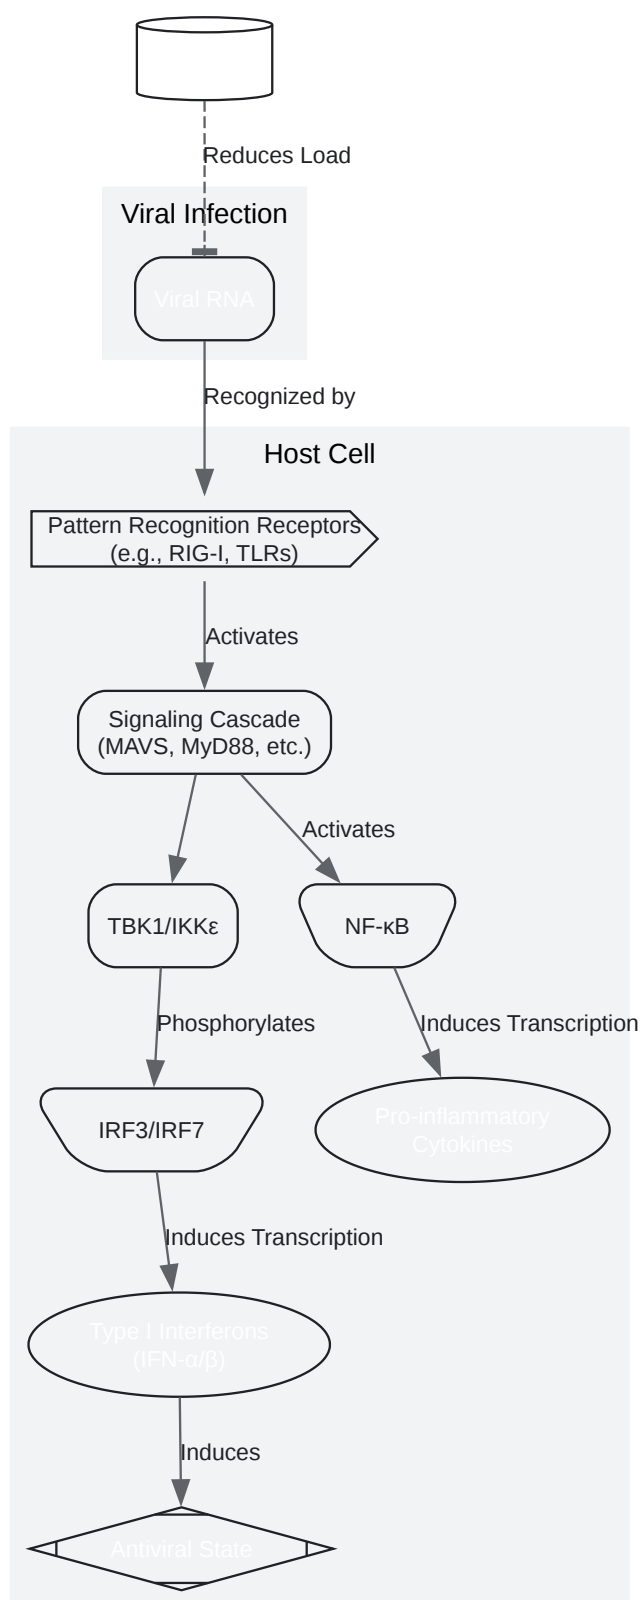 Reduces Load
Viral Infection
Viral RNA
Recognized by
Host Cell
Pattern Recognition Receptors
(e.g., RIG-I, TLRs)
Activates
Signaling Cascade
(MAVS, MyD88, etc.)
Activates
TBK1/IKKε
NF-κB
Phosphorylates
Induces Transcription
IRF3/IRF7
Pro-inflammatory
Cytokines
Induces Transcription
Type I Interferons
(IFN-α/β)
Induces
Antiviral State